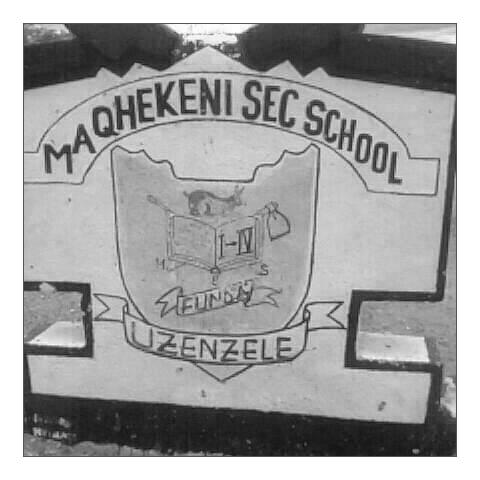 MAQHEKENI SEC SCHOOL
I-IV
M S S
FUNDA
UZENZELE